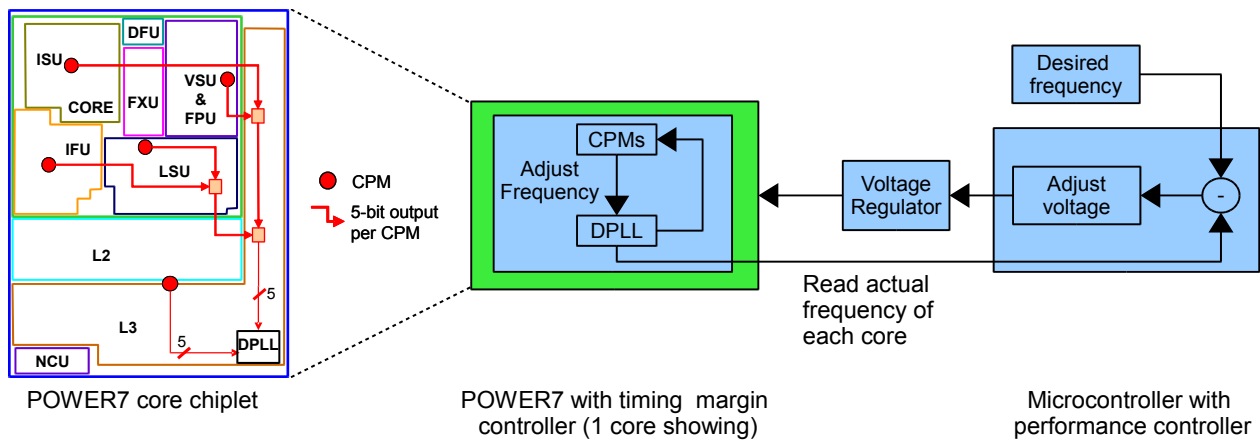 DFU
ISU
VSU
&
FPU
CORE
FXU
IFU
LSU
L2
L3
5
5
DPLL
NCU
POWER7 core chiplet
CPM
5-bit output
per CPM
CPMs
Adjust
Frequency
DPLL
POWER7 with timing margin
controller (1 core showing)
Voltage
Regulator
Read actual
frequency of
each core
Desired
frequency
Adjust
voltage
-
Microcontroller with
performance controller